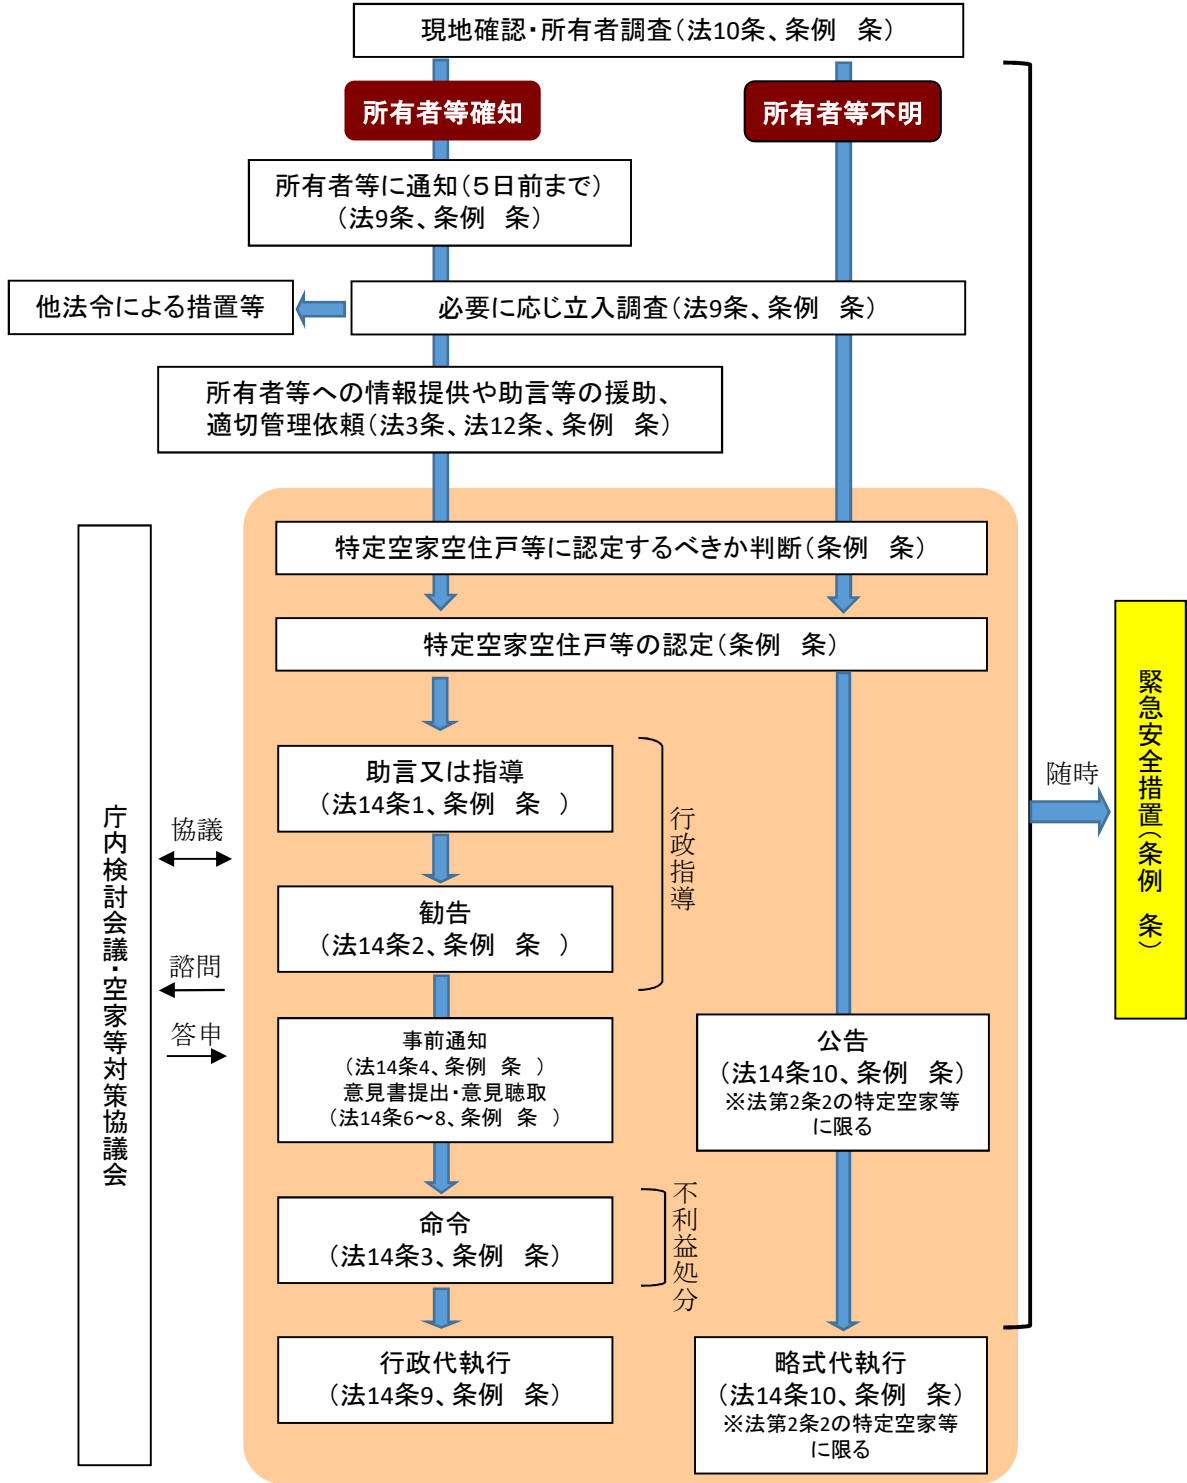 現地確認・所有者調査(法10条、条例　条)
所有者等確知
所有者等不明
所有者等に通知(5日前まで)
(法9条、条例　条)
他法令による措置等
必要に応じ立入調査(法9条、条例　条)
所有者等への情報提供や助言等の援助、
適切管理依頼(法3条、法12条、条例　条)
特定空家空住戸等に認定するべきか判断(条例　条)
特定空家空住戸等の認定(条例　条)
助言又は指導
(法14条1、条例　条　)
行政指導
勧告
(法14条2、条例　条　)
庁内検討会議・空家等対策協議会
協議
諮問
答申
事前通知
(法14条4、条例　条　)
意見書提出・意見聴取
(法14条6～8、条例　条　)
公告
(法14条10、条例　条)
※法第2条2の特定空家等
に限る
命令
(法14条3、条例　条)
不利益処分
行政代執行
(法14条9、条例　条)
略式代執行
(法14条10、条例　条)
※法第2条2の特定空家等
に限る
随時
緊急安全措置(条例　条)